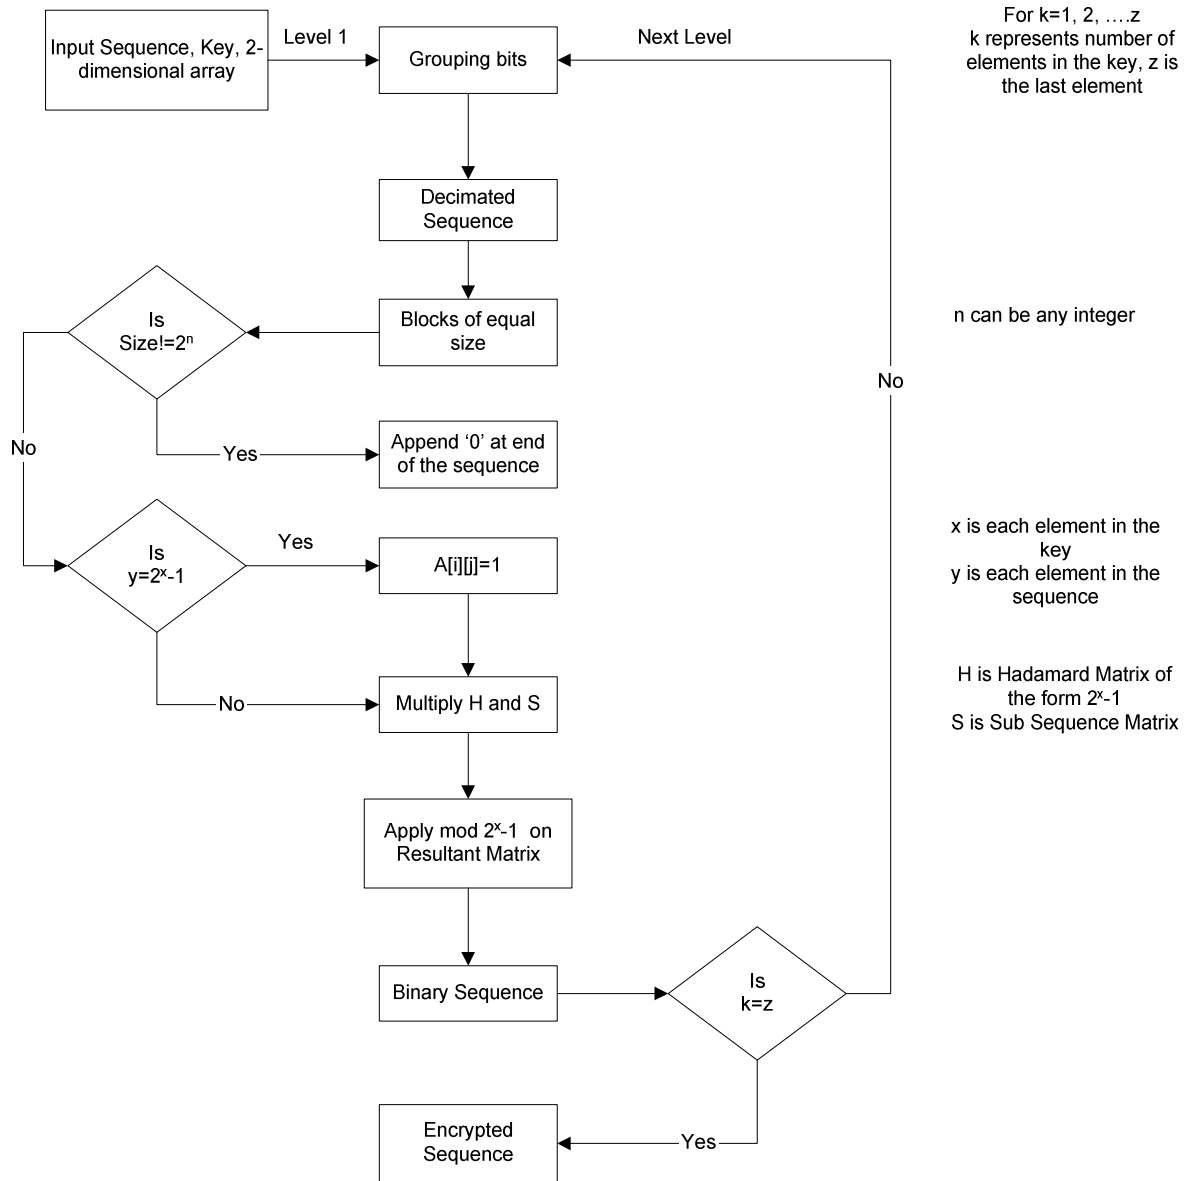 Input Sequence, Key, 2-
dimensional array
Level 1
Grouping bits
Next Level
For k=1, 2, ….z
k represents number of
elements in the key, z is
the last element
Decimated
Sequence
Is
Size!=2ⁿ
Blocks of equal
size
n can be any integer
No
No
Yes
Append ‘0’ at end
of the sequence
Is
y=2ˣ-1
Yes
A[i][j]=1
x is each element in the
key
y is each element in the
sequence
No
Multiply H and S
H is Hadamard Matrix of
the form 2ˣ-1
S is Sub Sequence Matrix
Apply mod 2ˣ-1 on
Resultant Matrix
Binary Sequence
Is
k=z
Encrypted
Sequence
Yes